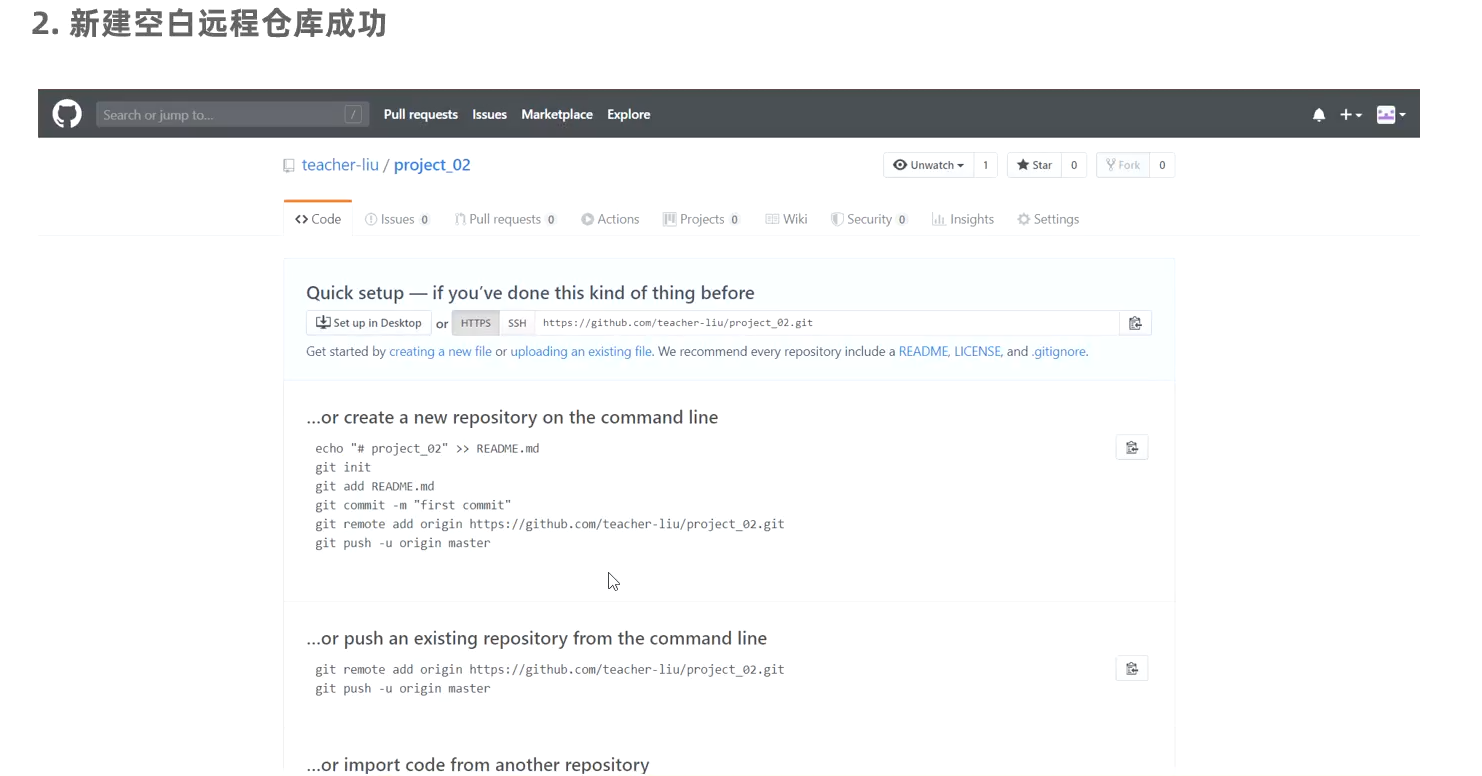 2. 新建空白远程仓库成功
Search or jump to... / Pull requests Issues Marketplace Explore
teacher-liu / project_02 Unwatch 1 Star 0 Fork 0
Code Issues 0 Pull requests 0 Actions Projects 0 Wiki Security 0 Insights Settings
Quick setup — if you’ve done this kind of thing before
Set up in Desktop or HTTPS SSH https://github.com/teacher-liu/project_02.git
Get started by creating a new file or uploading an existing file. We recommend every repository include a README, LICENSE, and .gitignore.
…or create a new repository on the command line
echo "# project_02" >> README.md
git init
git add README.md
git commit -m "first commit"
git remote add origin https://github.com/teacher-liu/project_02.git
git push -u origin master
…or push an existing repository from the command line
git remote add origin https://github.com/teacher-liu/project_02.git
git push -u origin master
…or import code from another repository